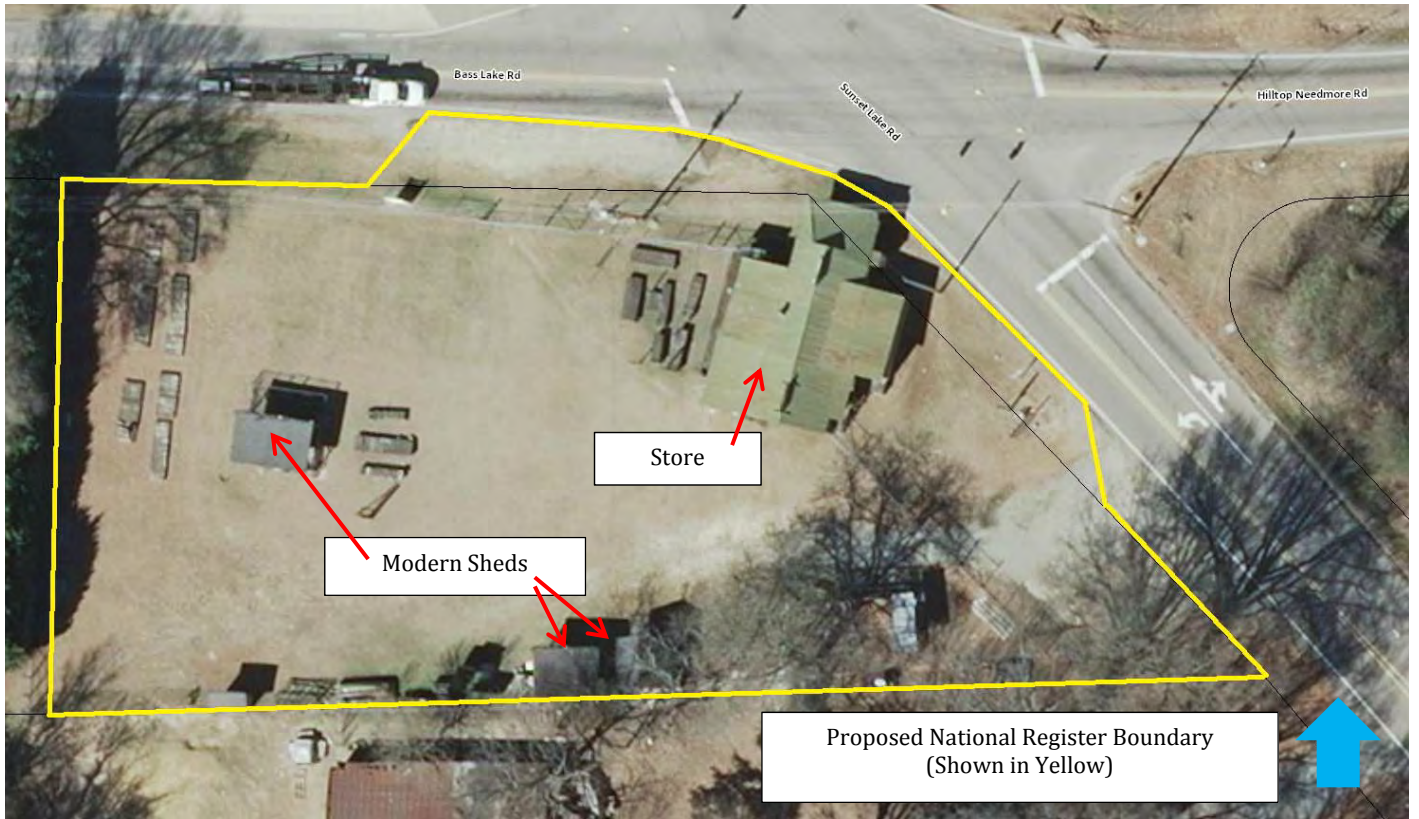 Bass Lake Rd
Sunset Lake Rd
Hilltop Needmore Rd
Store
Modern Sheds
Proposed National Register Boundary
(Shown in Yellow)